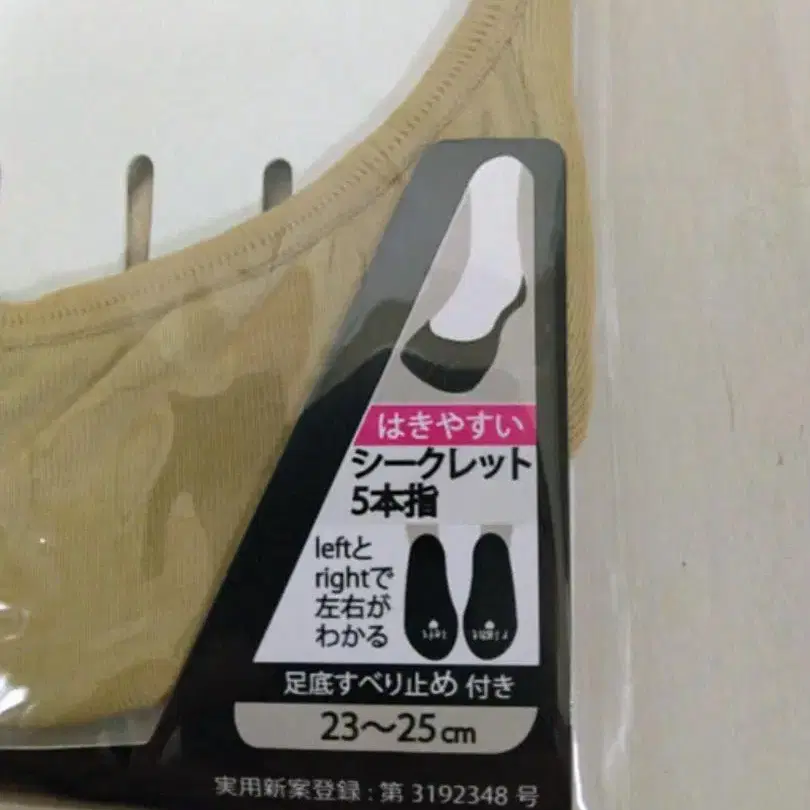 はきやすい
シークレット
5本指
leftと
rightで
左右が
わかる
left right
足底すべり止め 付き
23～25cm
実用新案登録 : 第 3192348 号